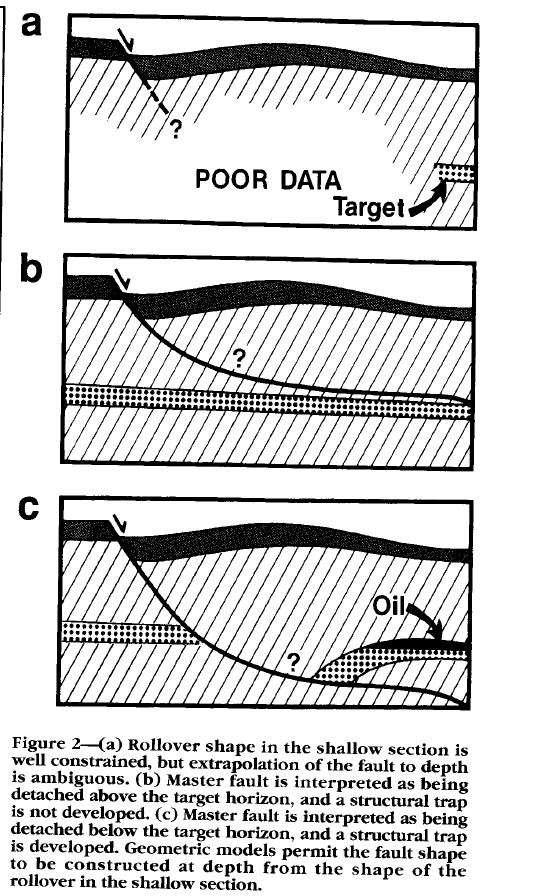 a
?
POOR DATA
Target
b
?
c
Oil
?
Figure 2—(a) Rollover shape in the shallow section is
well constrained, but extrapolation of the fault to depth
is ambiguous. (b) Master fault is interpreted as being
detached above the target horizon, and a structural trap
is not developed. (c) Master fault is interpreted as being
detached below the target horizon, and a structural trap
is developed. Geometric models permit the fault shape
to be constructed at depth from the shape of the
rollover in the shallow section.